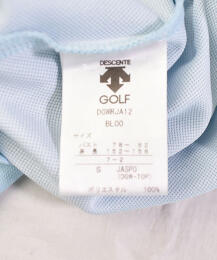 DESCENTE
GOLF
DGWRJA12
BL00
サイズ
バスト 76- 82
身長 152-158
7-2
S JASPO
(DGW-TOP)
ポリエステル 100%